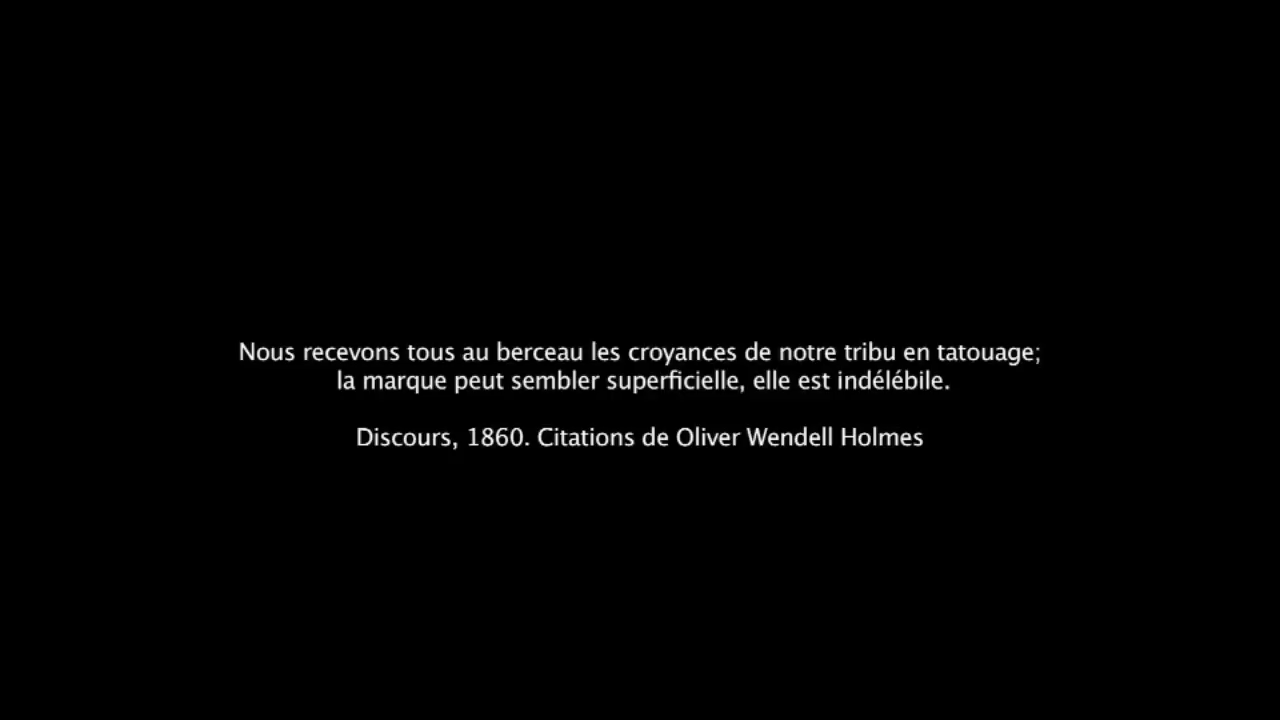 Nous recevons tous au berceau les croyances de notre tribu en tatouage;
la marque peut sembler superficielle, elle est indélébile.
Discours, 1860. Citations de Oliver Wendell Holmes